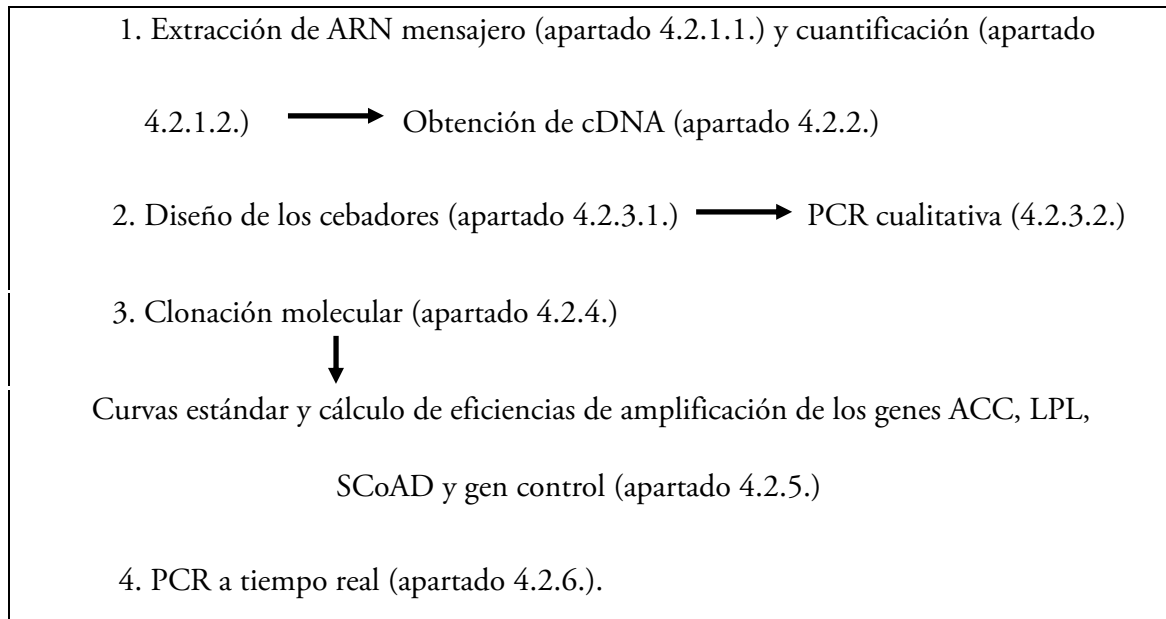 1. Extracción de ARN mensajero (apartado 4.2.1.1.) y cuantificación (apartado
4.2.1.2.) Obtención de cDNA (apartado 4.2.2.)
2. Diseño de los cebadores (apartado 4.2.3.1.) PCR cualitativa (4.2.3.2.)
3. Clonación molecular (apartado 4.2.4.)
Curvas estándar y cálculo de eficiencias de amplificación de los genes ACC, LPL,
SCoAD y gen control (apartado 4.2.5.)
4. PCR a tiempo real (apartado 4.2.6.).